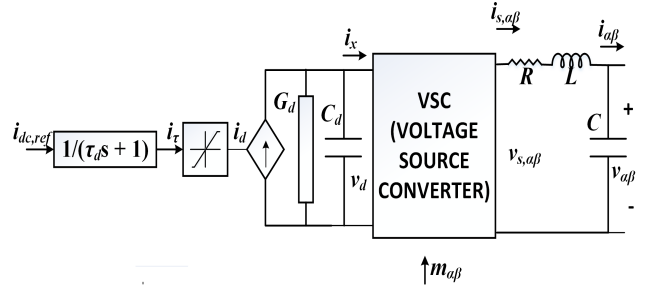 i_dc,ref
1/(τ_d s + 1)
i_τ
i_d
G_d
C_d
v_d
i_x
VSC
(VOLTAGE
SOURCE
CONVERTER)
m_αβ
i_s,αβ
R
L
v_s,αβ
i_αβ
C
+
v_αβ
-